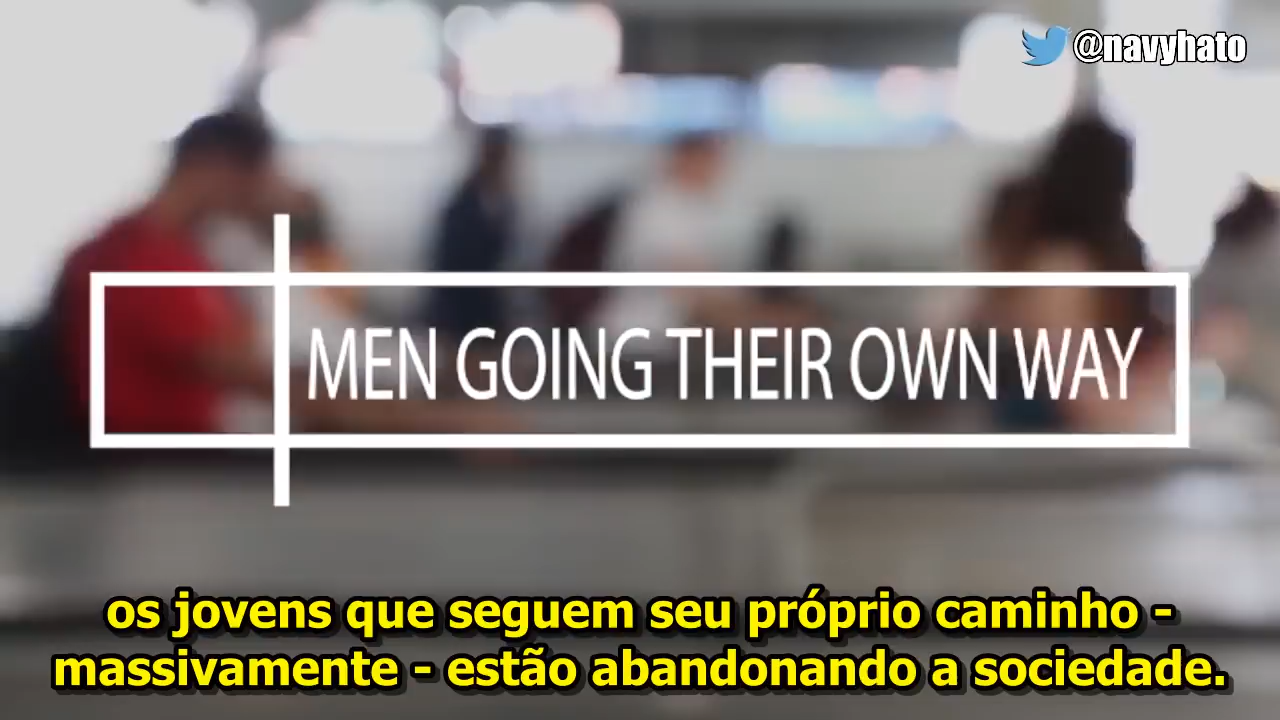 @navyhato
MEN GOING THEIR OWN WAY
os jovens que seguem seu próprio caminho -
massivamente - estão abandonando a sociedade.